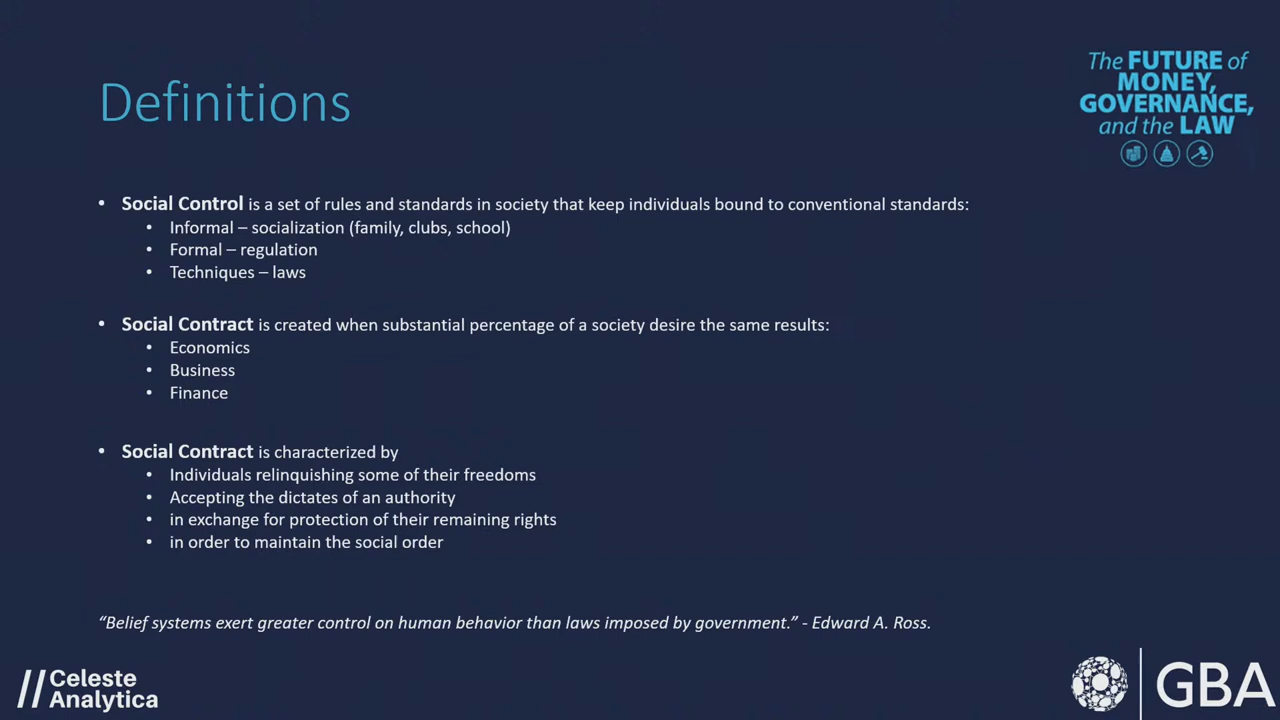 Definitions
The FUTURE of
MONEY,
GOVERNANCE,
and the LAW
• Social Control is a set of rules and standards in society that keep individuals bound to conventional standards:
• Informal – socialization (family, clubs, school)
• Formal – regulation
• Techniques – laws
• Social Contract is created when substantial percentage of a society desire the same results:
• Economics
• Business
• Finance
• Social Contract is characterized by
• Individuals relinquishing some of their freedoms
• Accepting the dictates of an authority
• in exchange for protection of their remaining rights
• in order to maintain the social order
“Belief systems exert greater control on human behavior than laws imposed by government.” - Edward A. Ross.
// Celeste
Analytica
GBA